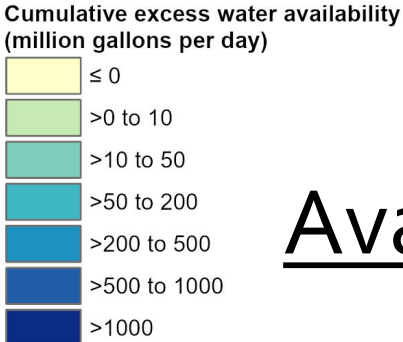 Cumulative excess water availability
(million gallons per day)
≤ 0
>0 to 10
>10 to 50
>50 to 200
>200 to 500
>500 to 1000
>1000